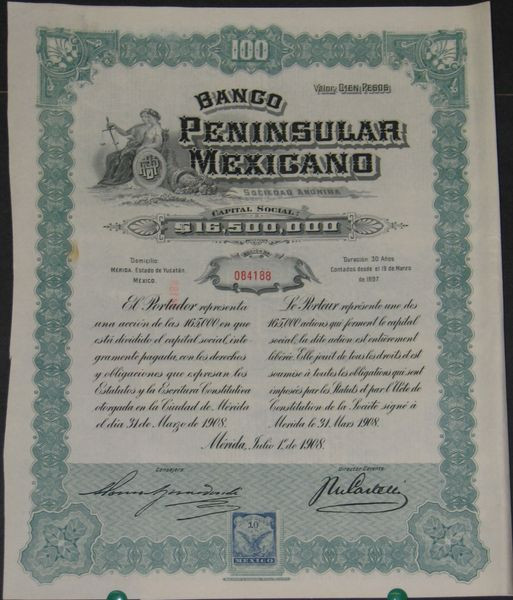 100
Valor, Cien Pesos
BANCO
PENINSULAR
MEXICANO
SOCIEDAD ANONIMA
CAPITAL SOCIAL:
$16,500,000
Domicilio:
MÉRIDA, Estado de Yucatán,
MEXICO.
084188
Duración 30 Años
Contados desde el 19 de Marzo
de 1897
El Portador representa
una acción de las 165,000 en que
está dividido el capital social, inte-
gramente pagada, con los derechos
y obligaciones que expresan los
Estatutos y la Escritura Constitutiva
otorgada en la Ciudad de Mérida
el día 31 de Marzo de 1908.
Le Porteur représente une des
165,000 actions qui forment le capital
social; la dite action est entièrement
libérée. Elle jouit de tous les droits et est
soumise à toutes les obligations qui sont
imposées par les Statuts et par l'Acte de
Constitution de la Société signé à
Merida le 31 Mars 1908.
Mérida, Julio 1º de 1908.
Consejero
Director-Gerente
10
MEXICO